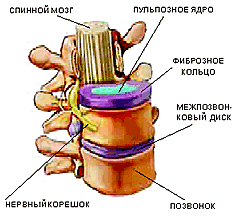 СПИННОЙ МОЗГ
ПУЛЬПОЗНОЕ ЯДРО
ФИБРОЗНОЕ
КОЛЬЦО
МЕЖПОЗВОН-
КОВЫЙ ДИСК
НЕРВНЫЙ КОРЕШОК
ПОЗВОНОК